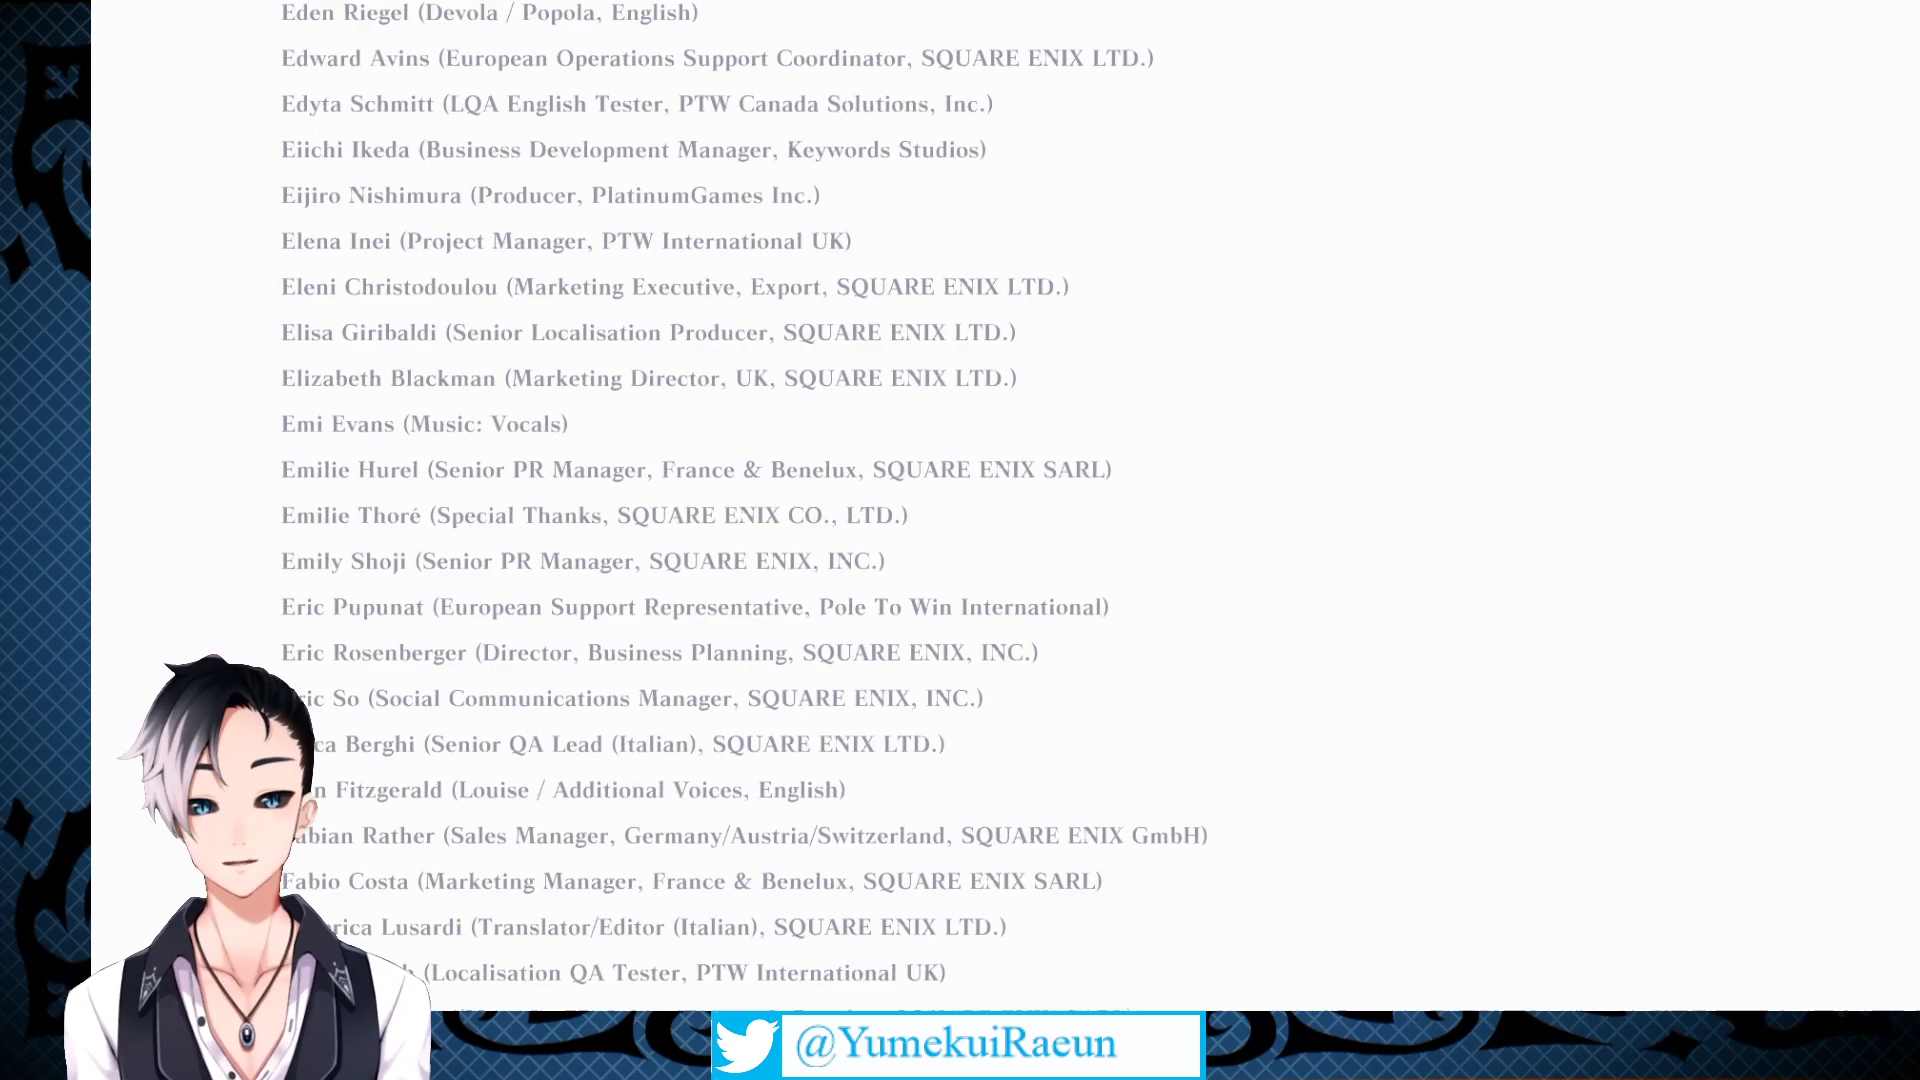 Eden Riegel (Devola / Popola, English)
Edward Avins (European Operations Support Coordinator, SQUARE ENIX LTD.)
Edyta Schmitt (LQA English Tester, PTW Canada Solutions, Inc.)
Eiichi Ikeda (Business Development Manager, Keywords Studios)
Eijiro Nishimura (Producer, PlatinumGames Inc.)
Elena Inei (Project Manager, PTW International UK)
Eleni Christodoulou (Marketing Executive, Export, SQUARE ENIX LTD.)
Elisa Giribaldi (Senior Localisation Producer, SQUARE ENIX LTD.)
Elizabeth Blackman (Marketing Director, UK, SQUARE ENIX LTD.)
Emi Evans (Music: Vocals)
Emilie Hurel (Senior PR Manager, France & Benelux, SQUARE ENIX SARL)
Emilie Thoré (Special Thanks, SQUARE ENIX CO., LTD.)
Emily Shoji (Senior PR Manager, SQUARE ENIX, INC.)
Eric Pupunat (European Support Representative, Pole To Win International)
Eric Rosenberger (Director, Business Planning, SQUARE ENIX, INC.)
So (Social Communications Manager, SQUARE ENIX, INC.)
Berghi (Senior QA Lead (Italian), SQUARE ENIX LTD.)
Fitzgerald (Louise / Additional Voices, English)
Rather (Sales Manager, Germany/Austria/Switzerland, SQUARE ENIX GmbH)
Fabio Costa (Marketing Manager, France & Benelux, SQUARE ENIX SARL)
Lusardi (Translator/Editor (Italian), SQUARE ENIX LTD.)
(Localisation QA Tester, PTW International UK)
@YumekuiRaeun